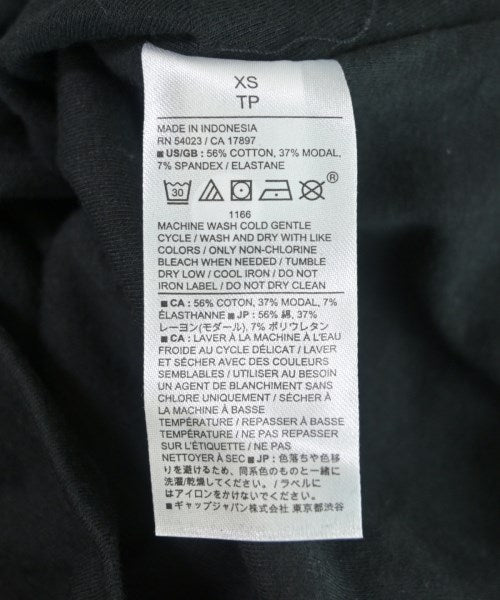 XS
TP
MADE IN INDONESIA
RN 54023 / CA 17897
■ US/GB : 56% COTTON, 37% MODAL,
7% SPANDEX / ELASTANE
30
®
1166
MACHINE WASH COLD GENTLE
CYCLE / WASH AND DRY WITH LIKE
COLORS / ONLY NON-CHLORINE
BLEACH WHEN NEEDED / TUMBLE
DRY LOW / COOL IRON / DO NOT
IRON LABEL / DO NOT DRY CLEAN
■ CA : 56% COTON, 37% MODAL, 7%
ÉLASTHANNE ■ JP : 56% 綿, 37%
レーヨン(モダール), 7% ポリウレタン
■ CA : LAVER À LA MACHINE À L'EAU
FROIDE AU CYCLE DÉLICAT / LAVER
ET SÉCHER AVEC DES COULEURS
SEMBLABLES / UTILISER AU BESOIN
UN AGENT DE BLANCHIMENT SANS
CHLORE UNIQUEMENT / SÉCHER À
LA MACHINE À BASSE
TEMPÉRATURE / REPASSER À BASSE
TEMPÉRATURE / NE PAS REPASSER
SUR L'ÉTIQUETTE / NE PAS
NETTOYER À SEC ■ JP : 色落ちや色移
りを避けるため、同系色のものと一緒に
洗濯/乾燥してください。/ ラベルに
はアイロンをかけないでください。
■ ギャップジャパン株式会社 東京都渋谷